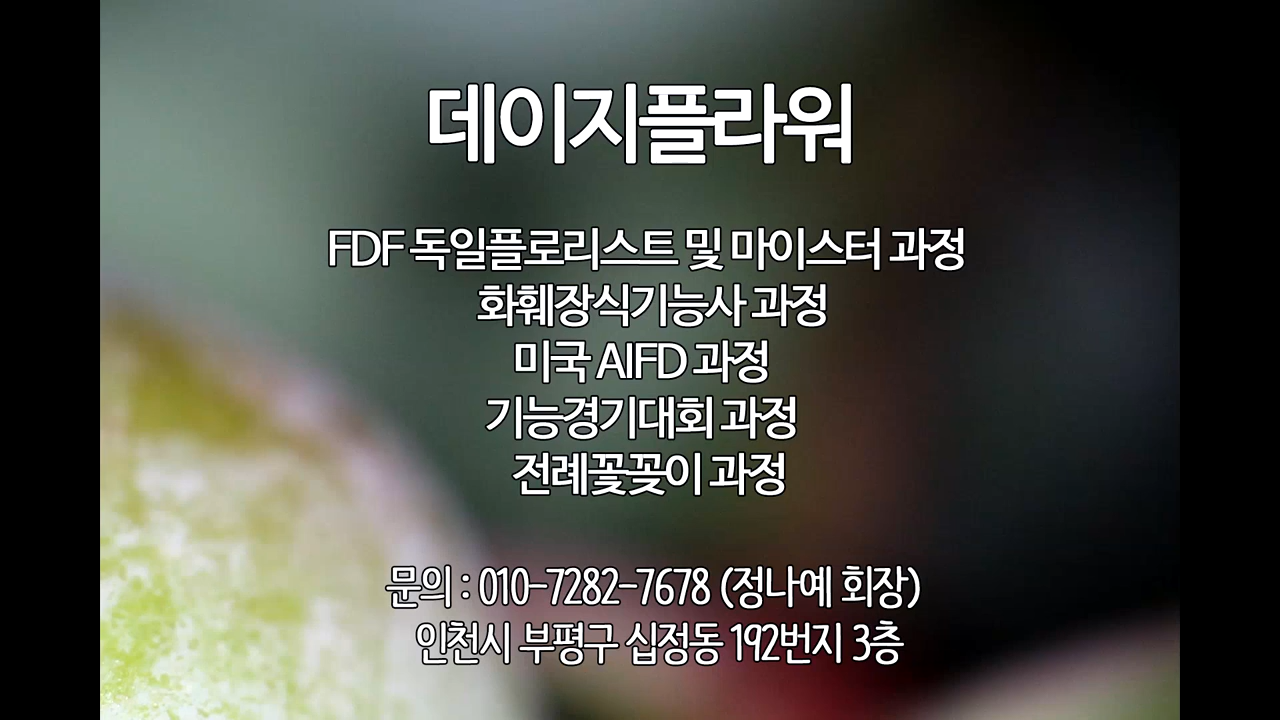 데이지플라워
FDF 독일플로리스트 및 마이스터 과정
화훼장식기능사 과정
미국 AIFD 과정
기능경기대회 과정
전례꽃꽂이 과정
문의 : 010-7282-7678 (정나예 회장)
인천시 부평구 십정동 192번지 3층